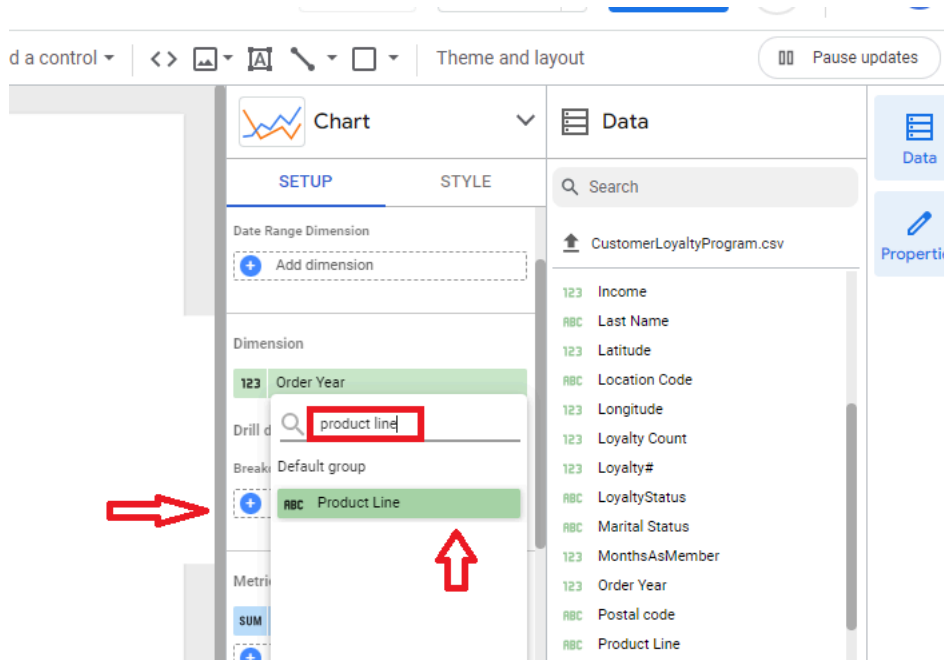 d a control
Theme and layout
Pause updates
Chart
SETUP
STYLE
Date Range Dimension
Add dimension
Dimension
123 Order Year
Drill d
product line
Break
Default group
ABC Product Line
Metri
SUM
Data
Search
CustomerLoyaltyProgram.csv
123 Income
ABC Last Name
123 Latitude
ABC Location Code
123 Longitude
123 Loyalty Count
123 Loyalty#
ABC LoyaltyStatus
ABC Marital Status
123 MonthsAsMember
123 Order Year
ABC Postal code
ABC Product Line
Data
Properti